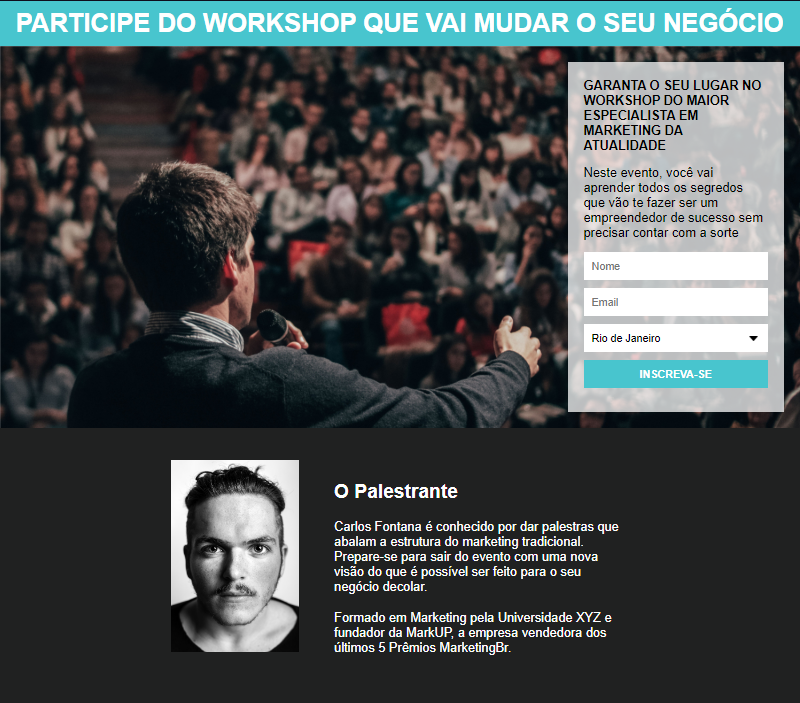 PARTICIPE DO WORKSHOP QUE VAI MUDAR O SEU NEGÓCIO
GARANTA O SEU LUGAR NO
WORKSHOP DO MAIOR
ESPECIALISTA EM
MARKETING DA
ATUALIDADE
Neste evento, você vai
aprender todos os segredos
que vão te fazer ser um
empreendedor de sucesso sem
precisar contar com a sorte
Nome
Email
Rio de Janeiro
INSCREVA-SE
O Palestrante
Carlos Fontana é conhecido por dar palestras que
abalam a estrutura do marketing tradicional.
Prepare-se para sair do evento com uma nova
visão do que é possível ser feito para o seu
negócio decolar.
Formado em Marketing pela Universidade XYZ e
fundador da MarkUP, a empresa vendedora dos
últimos 5 Prêmios MarketingBr.